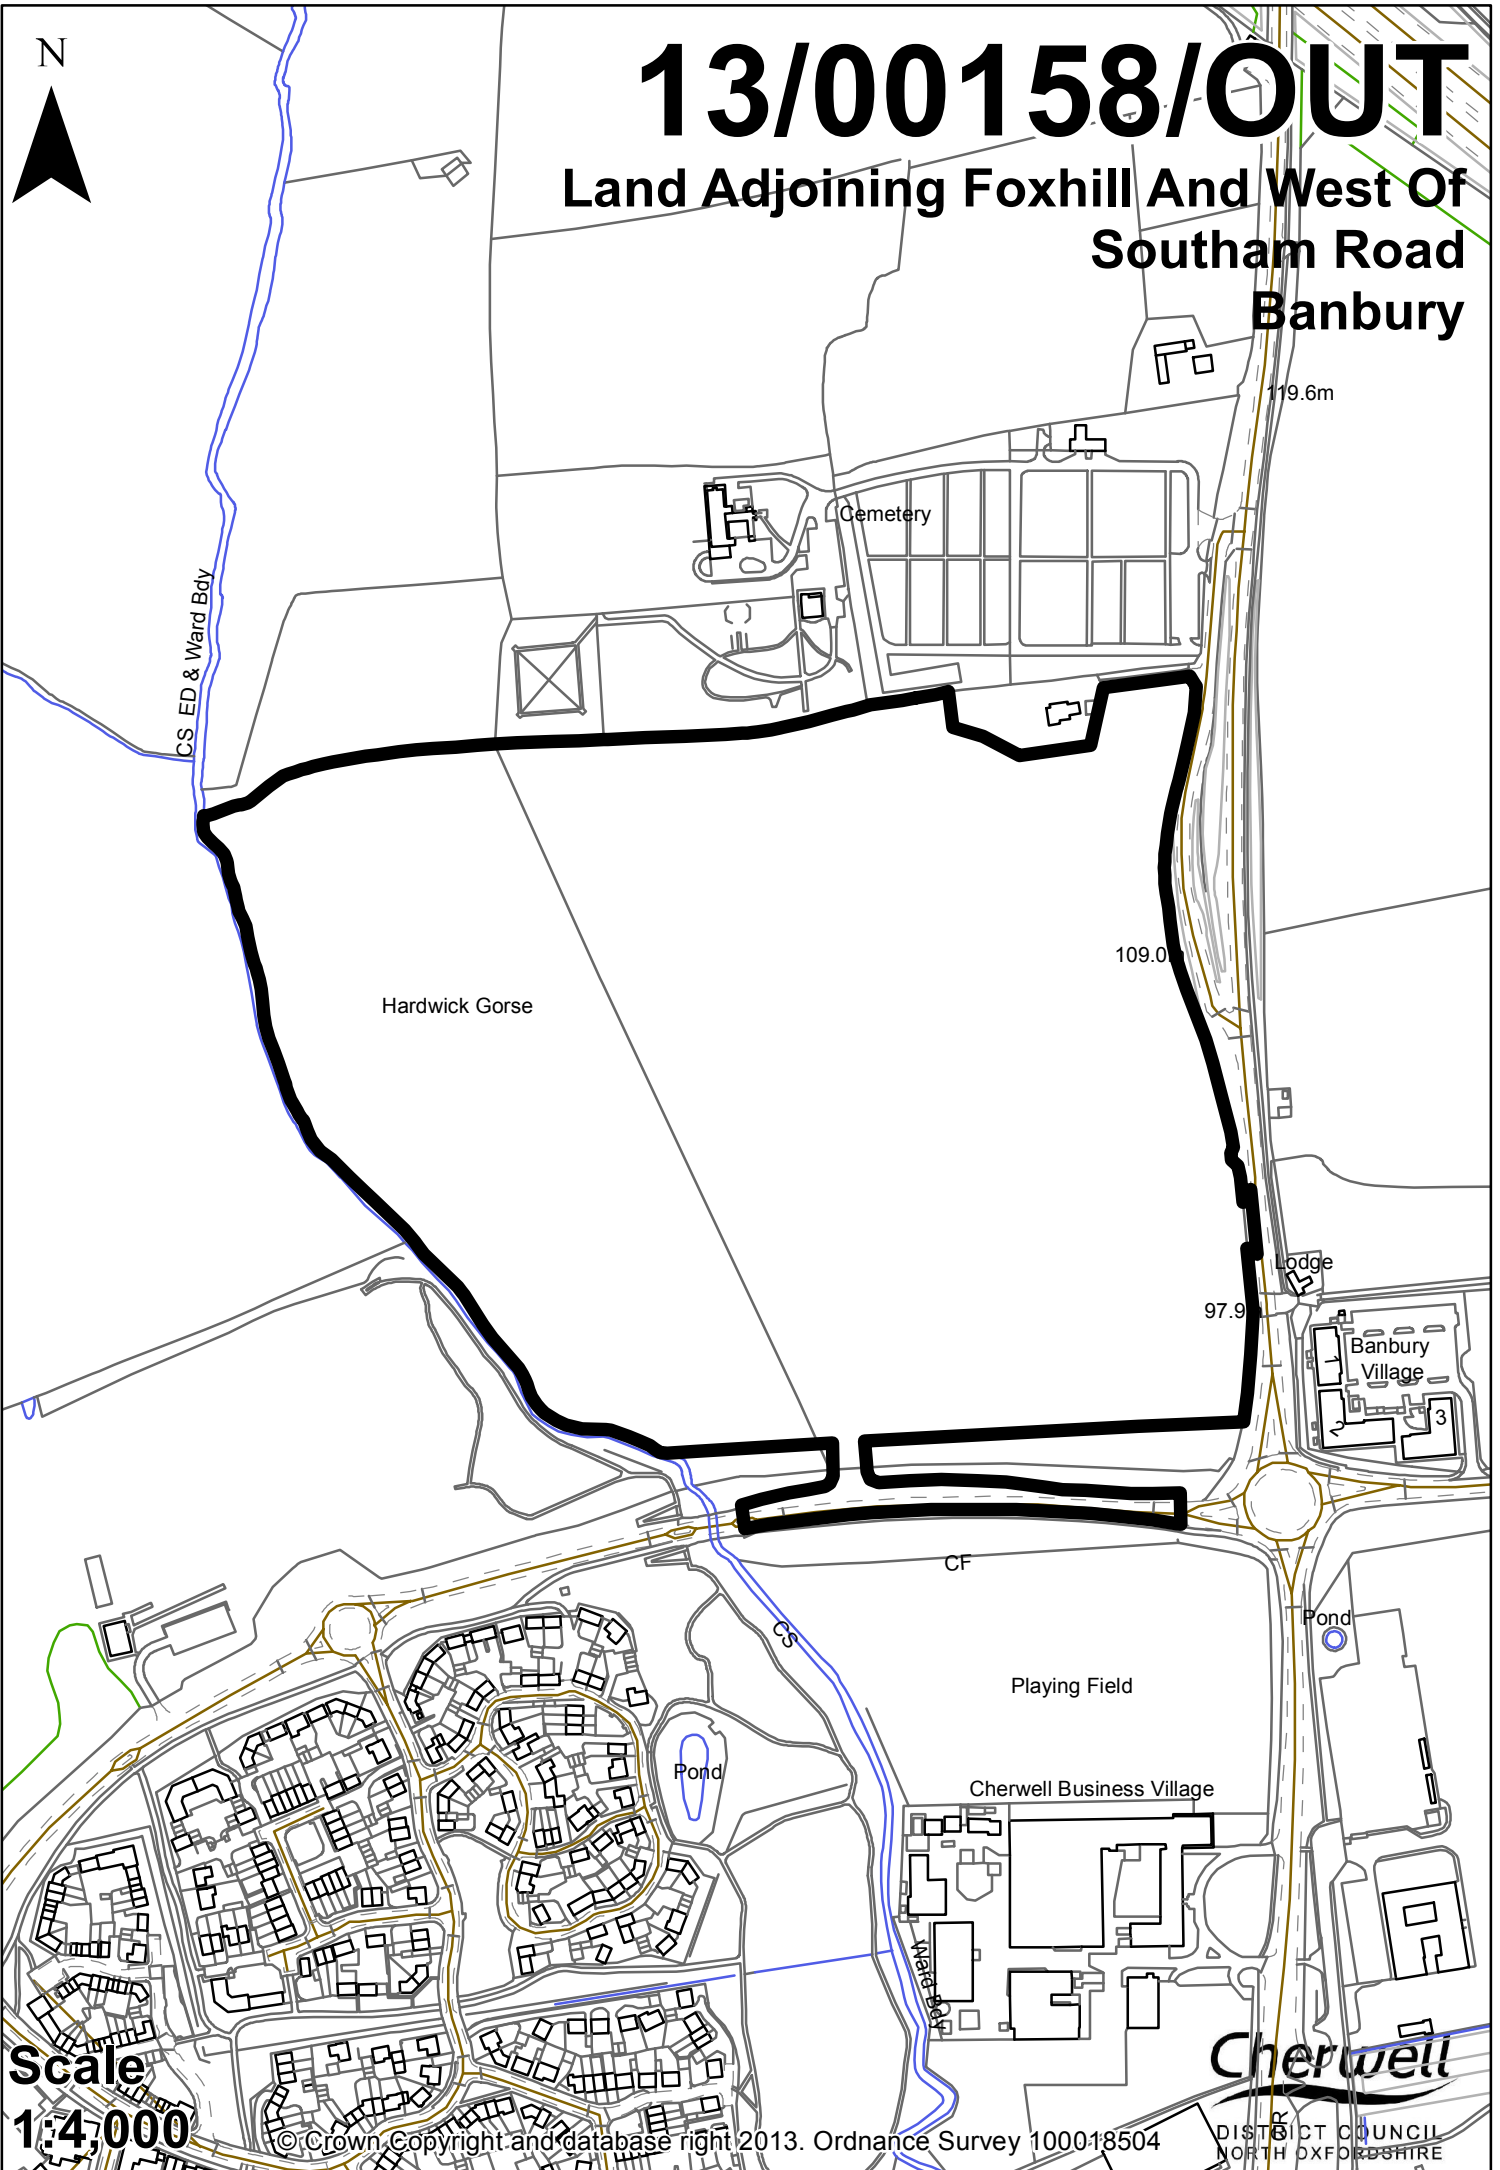 N
13/00158/OUT
Land Adjoining Foxhill And West Of
Southam Road
Banbury
119.6m
Cemetery
CS ED & Ward Bdy
109.0
Hardwick Gorse
Lodge
97.9
Banbury
Village
1
2
3
CF
CS
Pond
Playing Field
Pond
Cherwell Business Village
Ward Bdy
Scale
1:4,000
© Crown Copyright and database right 2013. Ordnance Survey 100018504
Cherwell
DISTRICT COUNCIL
NORTH OXFORDSHIRE